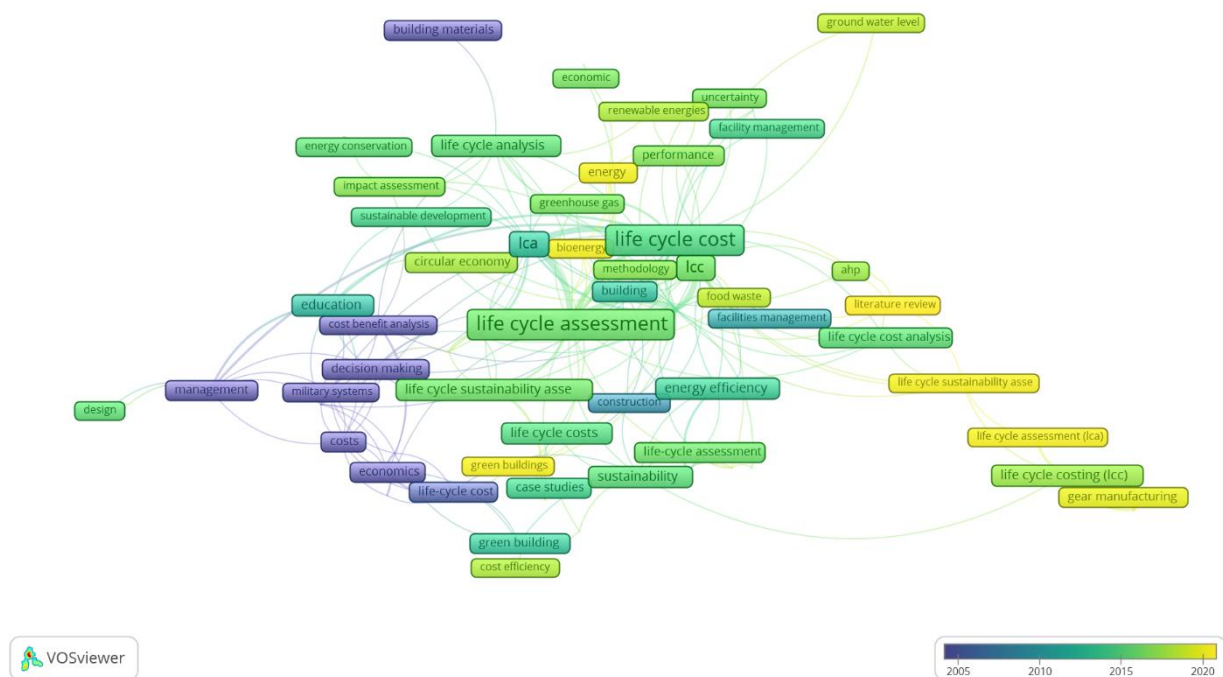 building materials
ground water level
economic
uncertainty
renewable energies
facility management
energy conservation
life cycle analysis
performance
energy
impact assessment
greenhouse gas
sustainable development
lca
bioenergy
life cycle cost
circular economy
methodology
lcc
ahp
building
food waste
education
literature review
cost benefit analysis
life cycle assessment
facilities management
life cycle cost analysis
decision making
management
military systems
life cycle sustainability asse
energy efficiency
life cycle sustainability asse
construction
design
costs
life cycle costs
life cycle assessment (lca)
life-cycle assessment
economics
green buildings
sustainability
life cycle costing (lcc)
life-cycle cost
case studies
gear manufacturing
green building
cost efficiency
VOSviewer
2005 2010 2015 2020